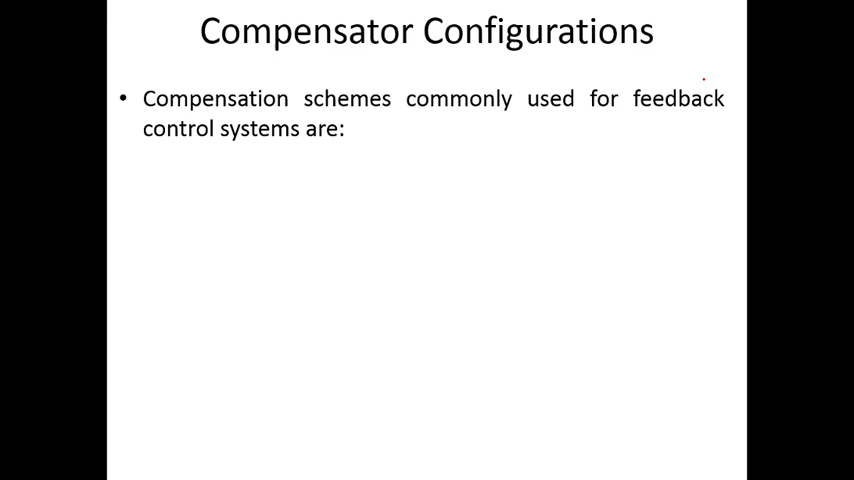 Compensator Configurations
• Compensation schemes commonly used for feedback
control systems are: